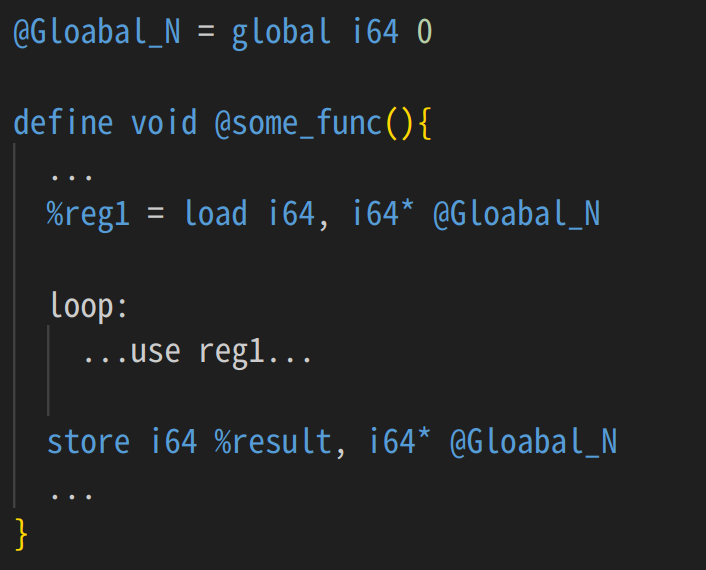 @Gloabal_N = global i64 0
define void @some_func(){
...
%reg1 = load i64, i64* @Gloabal_N
loop:
...use reg1...
store i64 %result, i64* @Gloabal_N
...
}